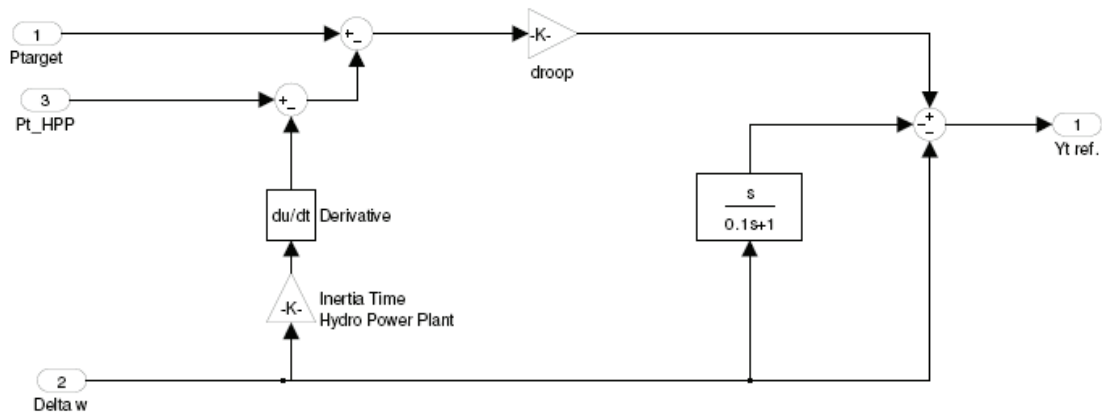 1
Ptarget
+
-
-K-
droop
3
Pt_HPP
+
-
-
+
-
1
Yt ref.
s
0.1s+1
du/dt
Derivative
-K-
Inertia Time
Hydro Power Plant
2
Delta w